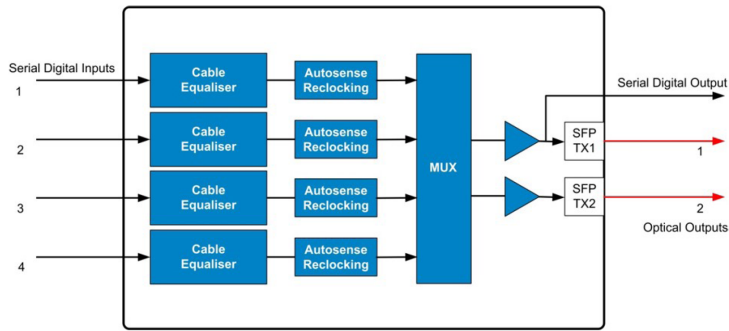 Serial Digital Inputs
1
Cable
Equaliser
Autosense
Reclocking
2
Cable
Equaliser
Autosense
Reclocking
3
Cable
Equaliser
Autosense
Reclocking
4
Cable
Equaliser
Autosense
Reclocking
MUX
Serial Digital Output
SFP
TX1
1
SFP
TX2
2
Optical Outputs